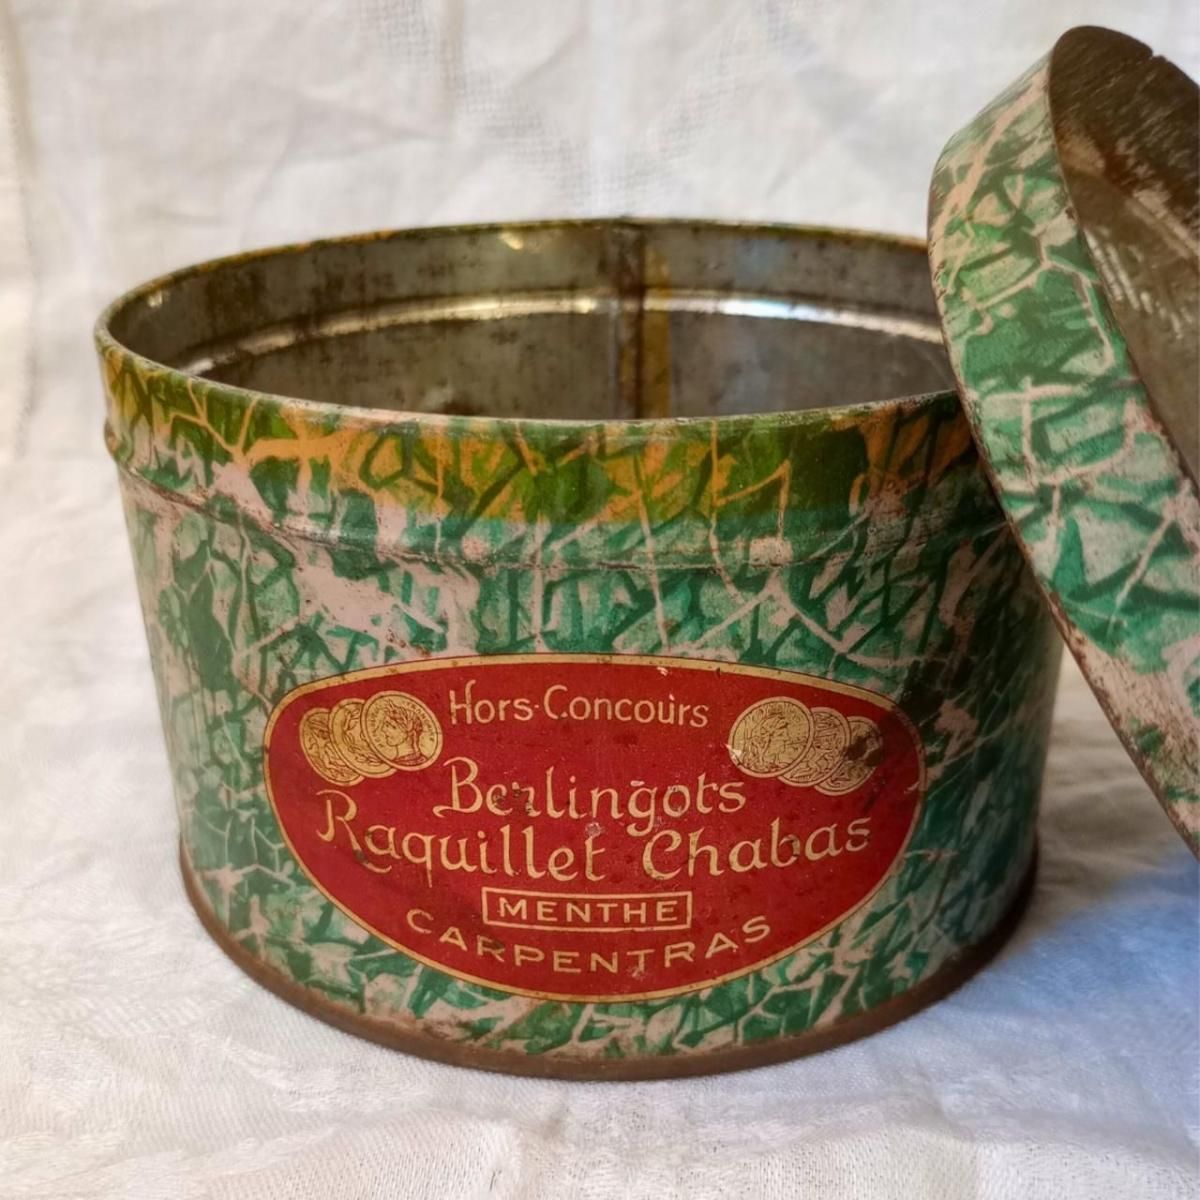 Hors-Concours
Berlingots
Raquillet Chabas
MENTHE
CARPENTRAS